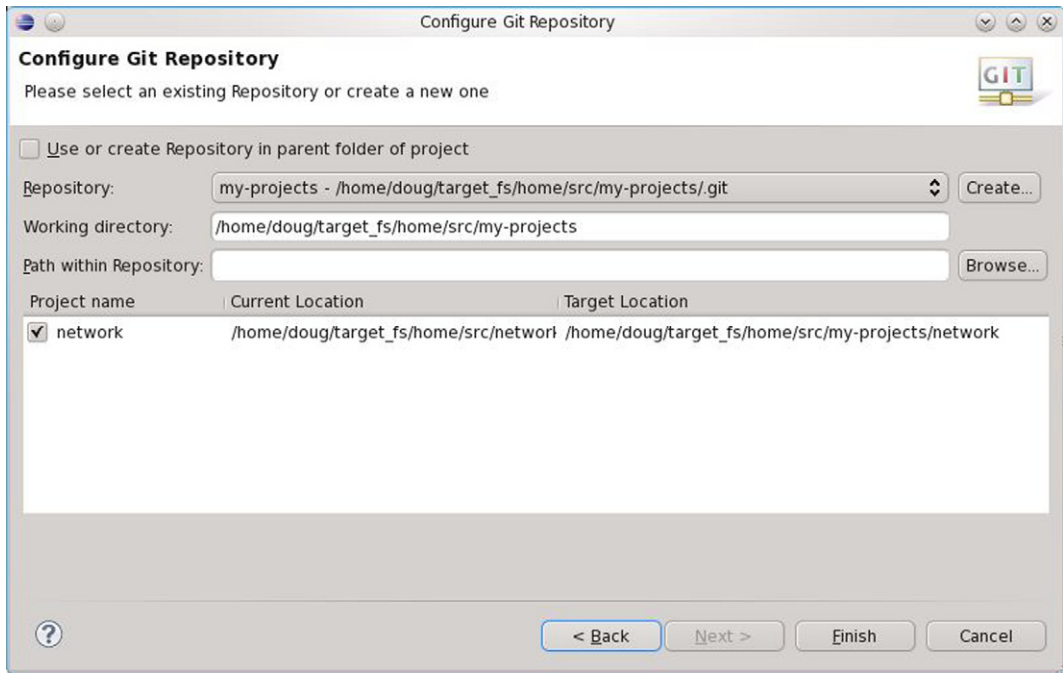 Configure Git Repository
Configure Git Repository
GIT
Please select an existing Repository or create a new one
Use or create Repository in parent folder of project
Repository: my-projects - /home/doug/target_fs/home/src/my-projects/.git Create...
Working directory: /home/doug/target_fs/home/src/my-projects
Path within Repository: Browse...
Project name Current Location Target Location
network /home/doug/target_fs/home/src/network /home/doug/target_fs/home/src/my-projects/network
? < Back Next > Finish Cancel